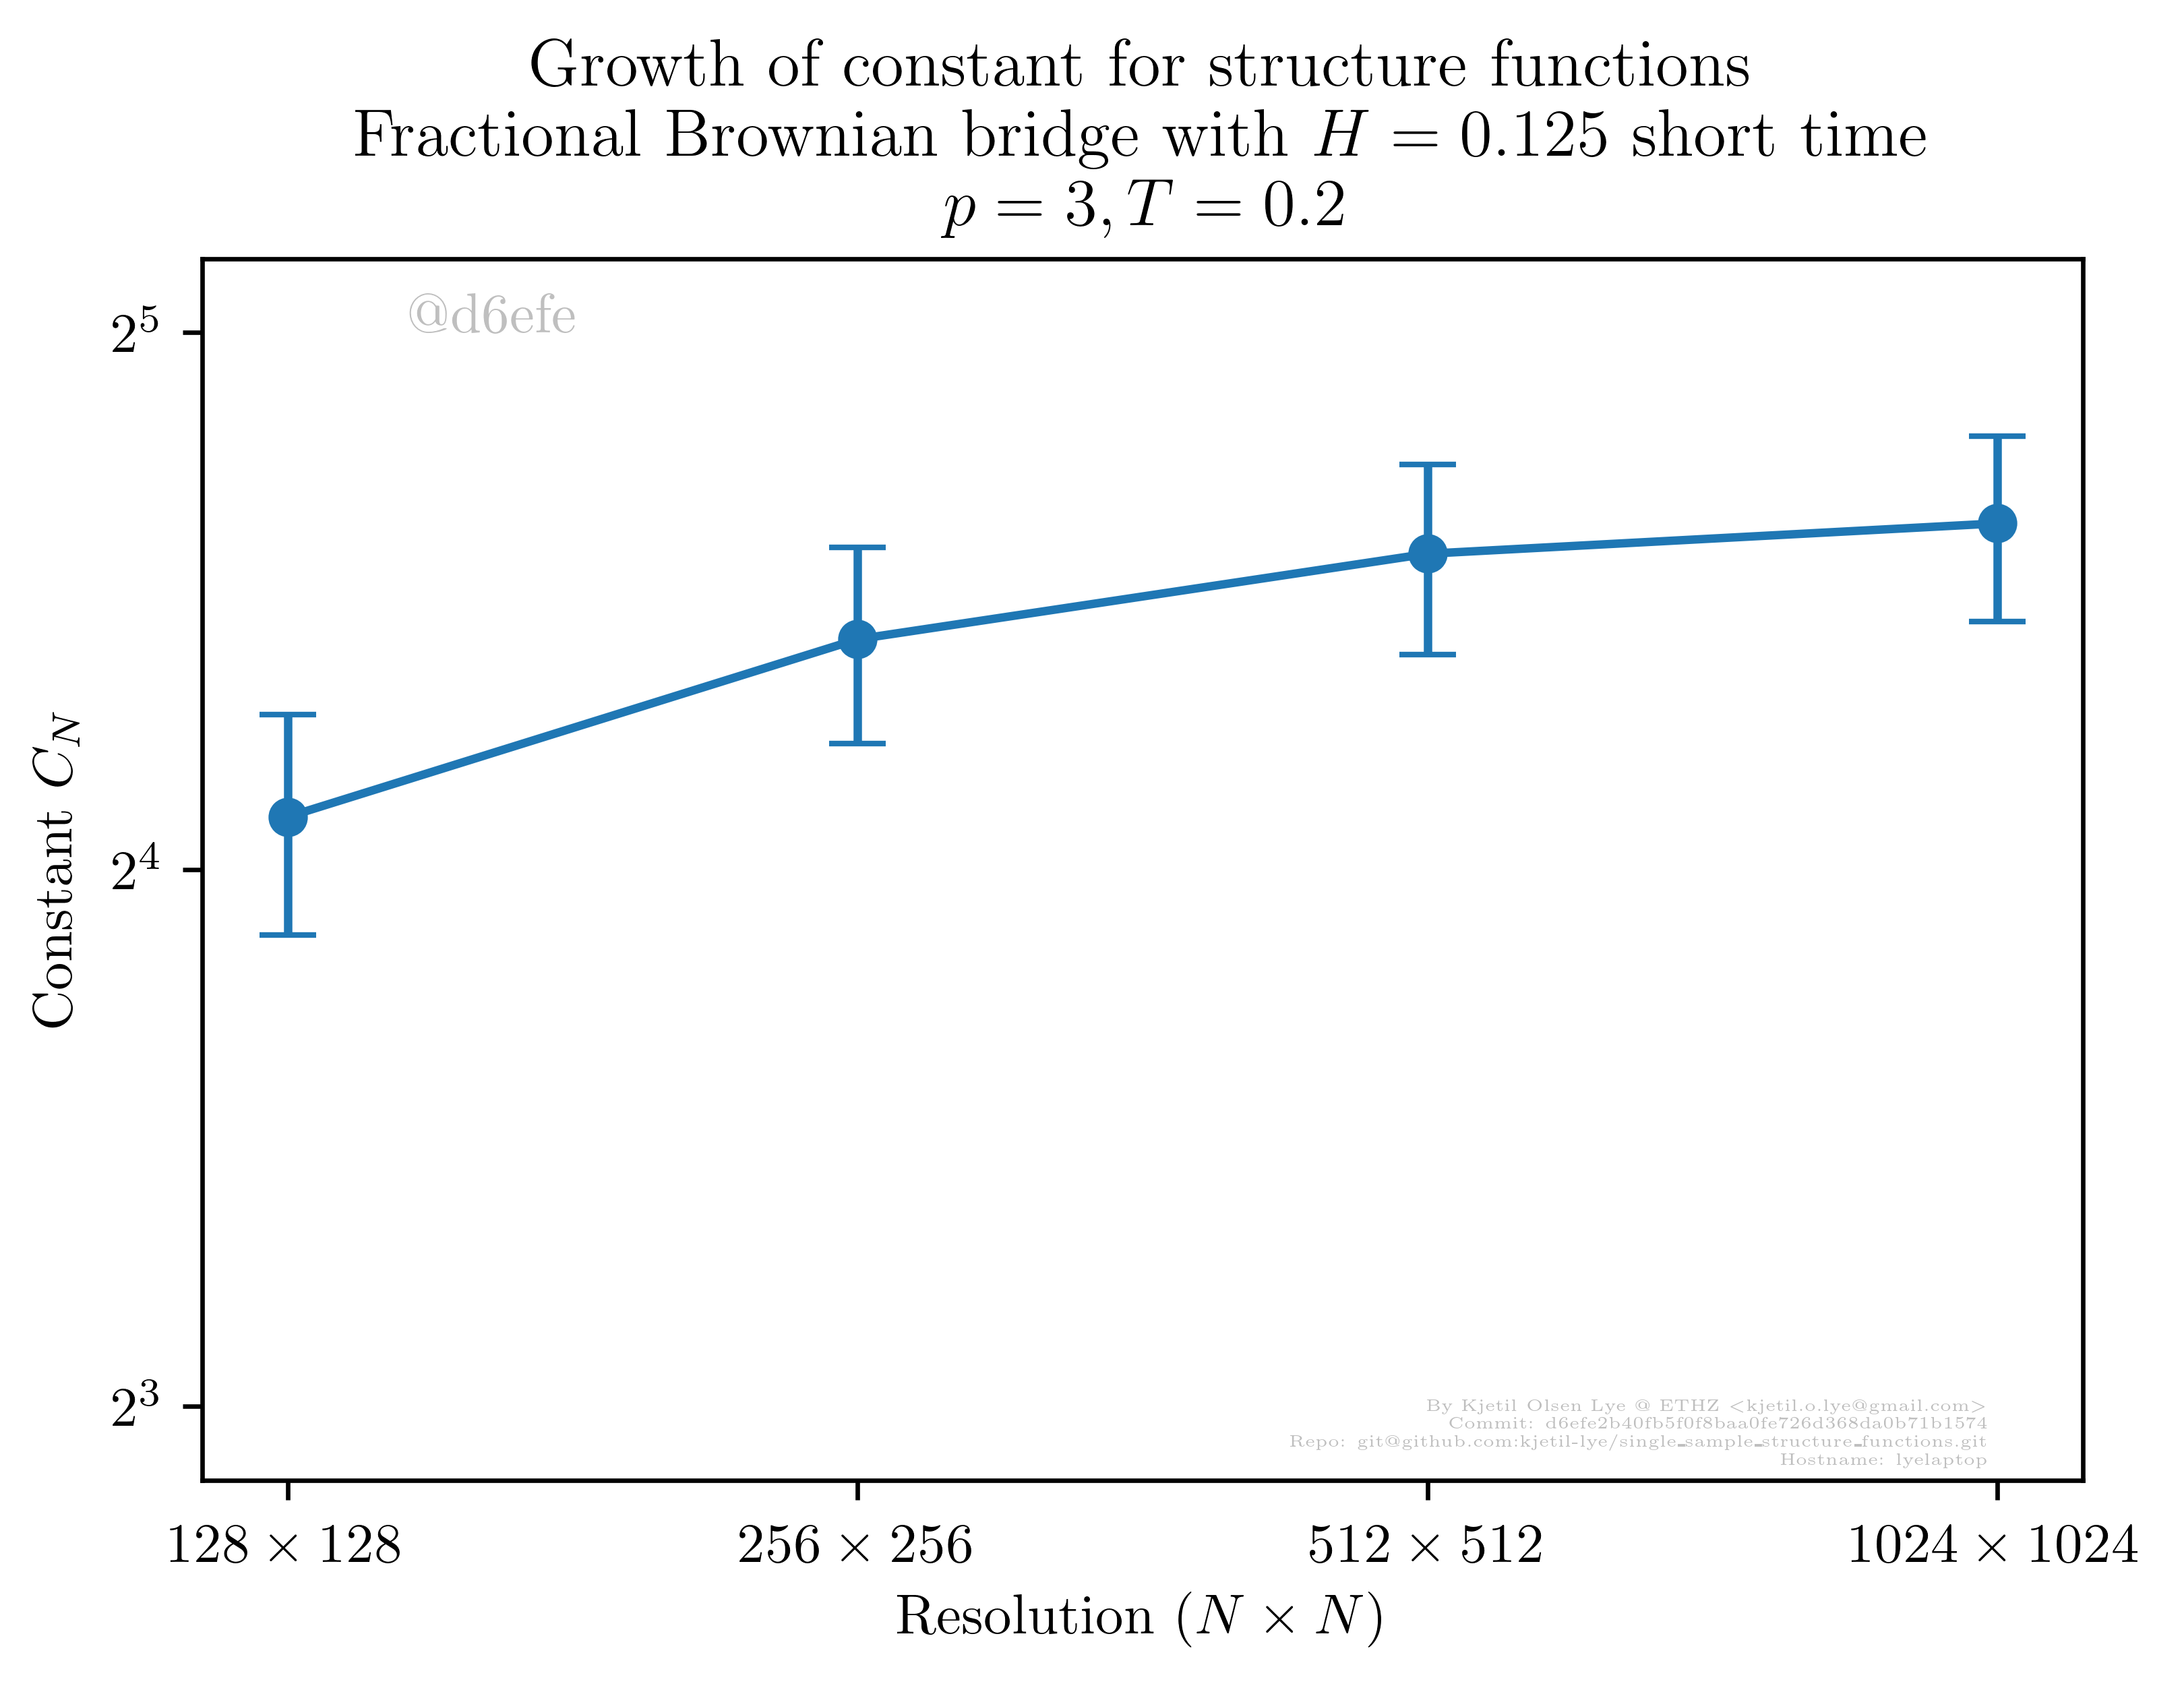 Growth of constant for structure functions
Fractional Brownian bridge with H = 0.125 short time
p = 3, T = 0.2
@d6efe
2^5
2^4
2^3
Constant C_N
128 × 128
256 × 256
512 × 512
1024 × 1024
Resolution (N × N)
By Kjetil Olsen Lye @ ETHZ <kjetil.o.lye@gmail.com>
Commit: d6efe2b40fb5f0f8baa0fe726d368da0b71b1574
Repo: git@github.com:kjetil-lye/single_sample_structure_functions.git
Hostname: lyelaptop